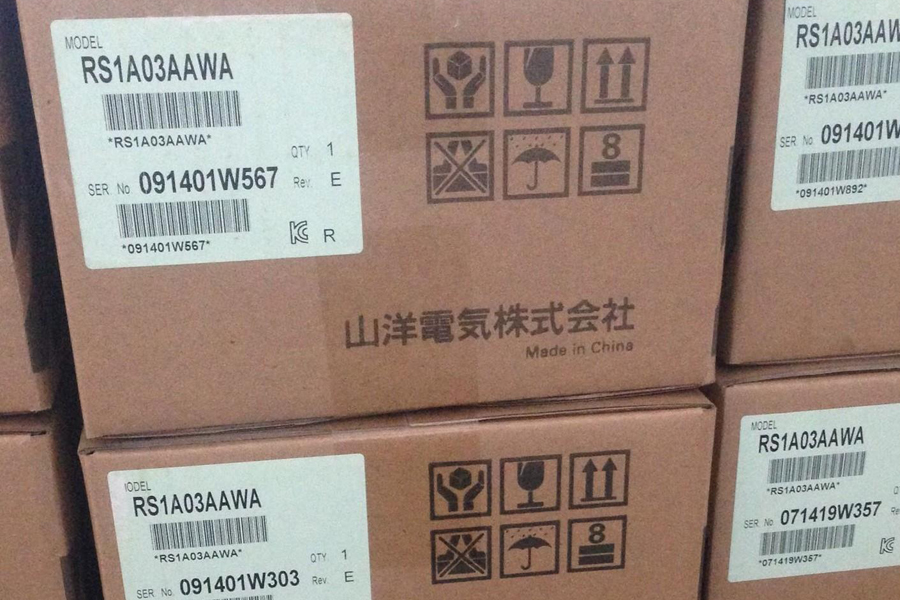 MODEL
RS1A03AAWA
*RS1A03AAWA*
QTY 1
SER No 091401W567 Rev. E
*091401W567*
R
8
山洋電気株式会社
Made in China
MODEL
RS1A03AAW
*RS1A03AAWA*
SER No. 091401W
*091401W892*
RS1A03AAWA
*RS1A03AAWA*
QTY 1
SER No. 091401W303 Rev. E
8
MODEL
RS1A03AAWA
*RS1A03AAWA*
SER No. 071419W357
*071419W357*